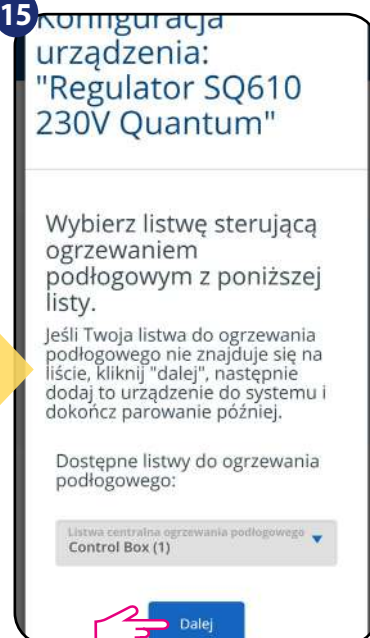 15
Konfiguracja
urządzenia:
"Regulator SQ610
230V Quantum"
Wybierz listwę sterującą
ogrzewaniem
podłogowym z poniższej
listy.
Jeśli Twoja listwa do ogrzewania
podłogowego nie znajduje się na
liście, kliknij "dalej", następnie
dodaj to urządzenie do systemu i
dokończ parowanie później.
Dostępne listwy do ogrzewania
podłogowego:
Listwa centralna ogrzewania podłogowego
Control Box (1)
Dalej